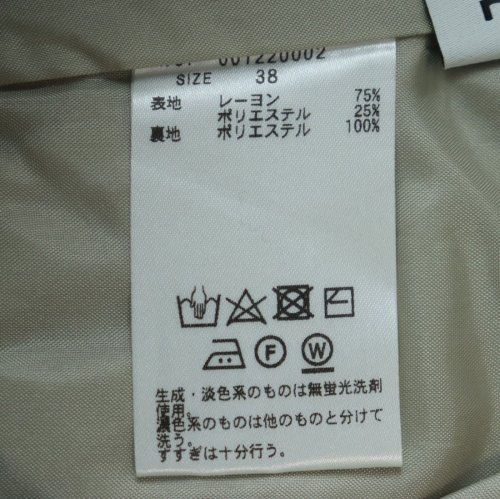 001220002
SIZE 38
表地 レーヨン 75%
ポリエステル 25%
裏地 ポリエステル 100%
F
W
生成・淡色系のものは無蛍光洗剤
使用。
濃色系のものは他のものと分けて
洗う。
すすぎは十分行う。